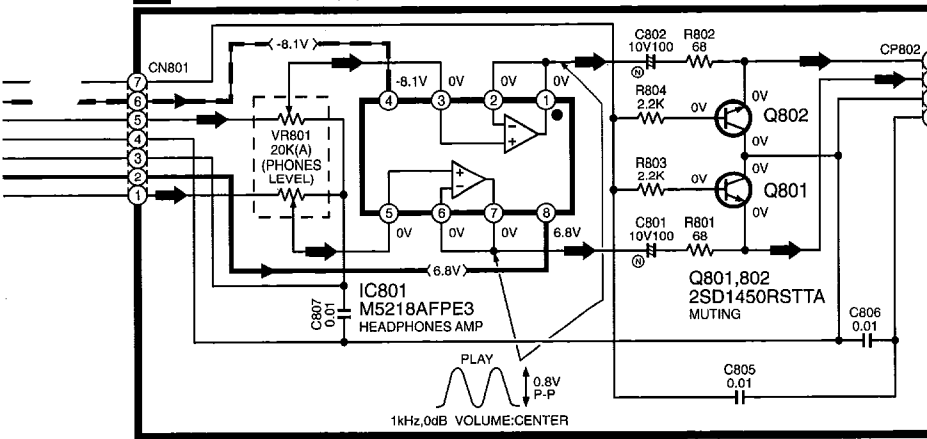 CN801
7
6
5
4
3
2
1
-8.1V
VR801
20K(A)
(PHONES
LEVEL)
-8.1V
0V
0V
0V
4
3
2
1
-
+
+
-
5
6
7
8
0V
0V
0V
6.8V
6.8V
IC801
M5218AFPE3
HEADPHONES AMP
C807
0.01
C802
10V100
N
R802
68
R804
2.2K
0V
0V
0V
Q802
R803
2.2K
0V
0V
0V
Q801
C801
10V100
N
R801
68
Q801,802
2SD1450RSTTA
MUTING
CP802
C806
0.01
C805
0.01
PLAY
0.8V
P-P
1kHz,0dB VOLUME:CENTER